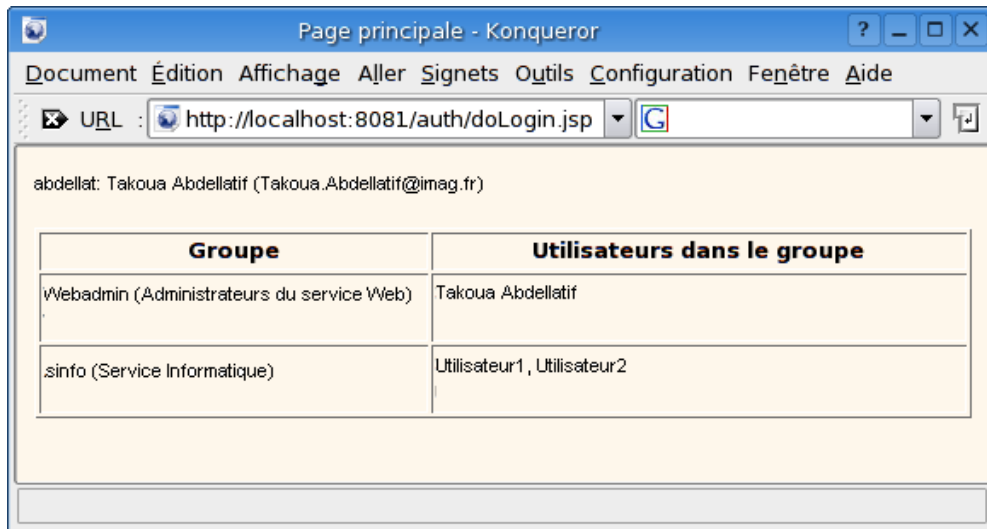 Page principale - Konqueror
?
Document Édition Affichage Aller Signets Outils Configuration Fenêtre Aide
URL : http://localhost:8081/auth/doLogin.jsp G
abdellat: Takoua Abdellatif (Takoua.Abdellatif@imag.fr)
Groupe Utilisateurs dans le groupe
Webadmin (Administrateurs du service Web) Takoua Abdellatif
sinfo (Service Informatique) Utilisateur1, Utilisateur2